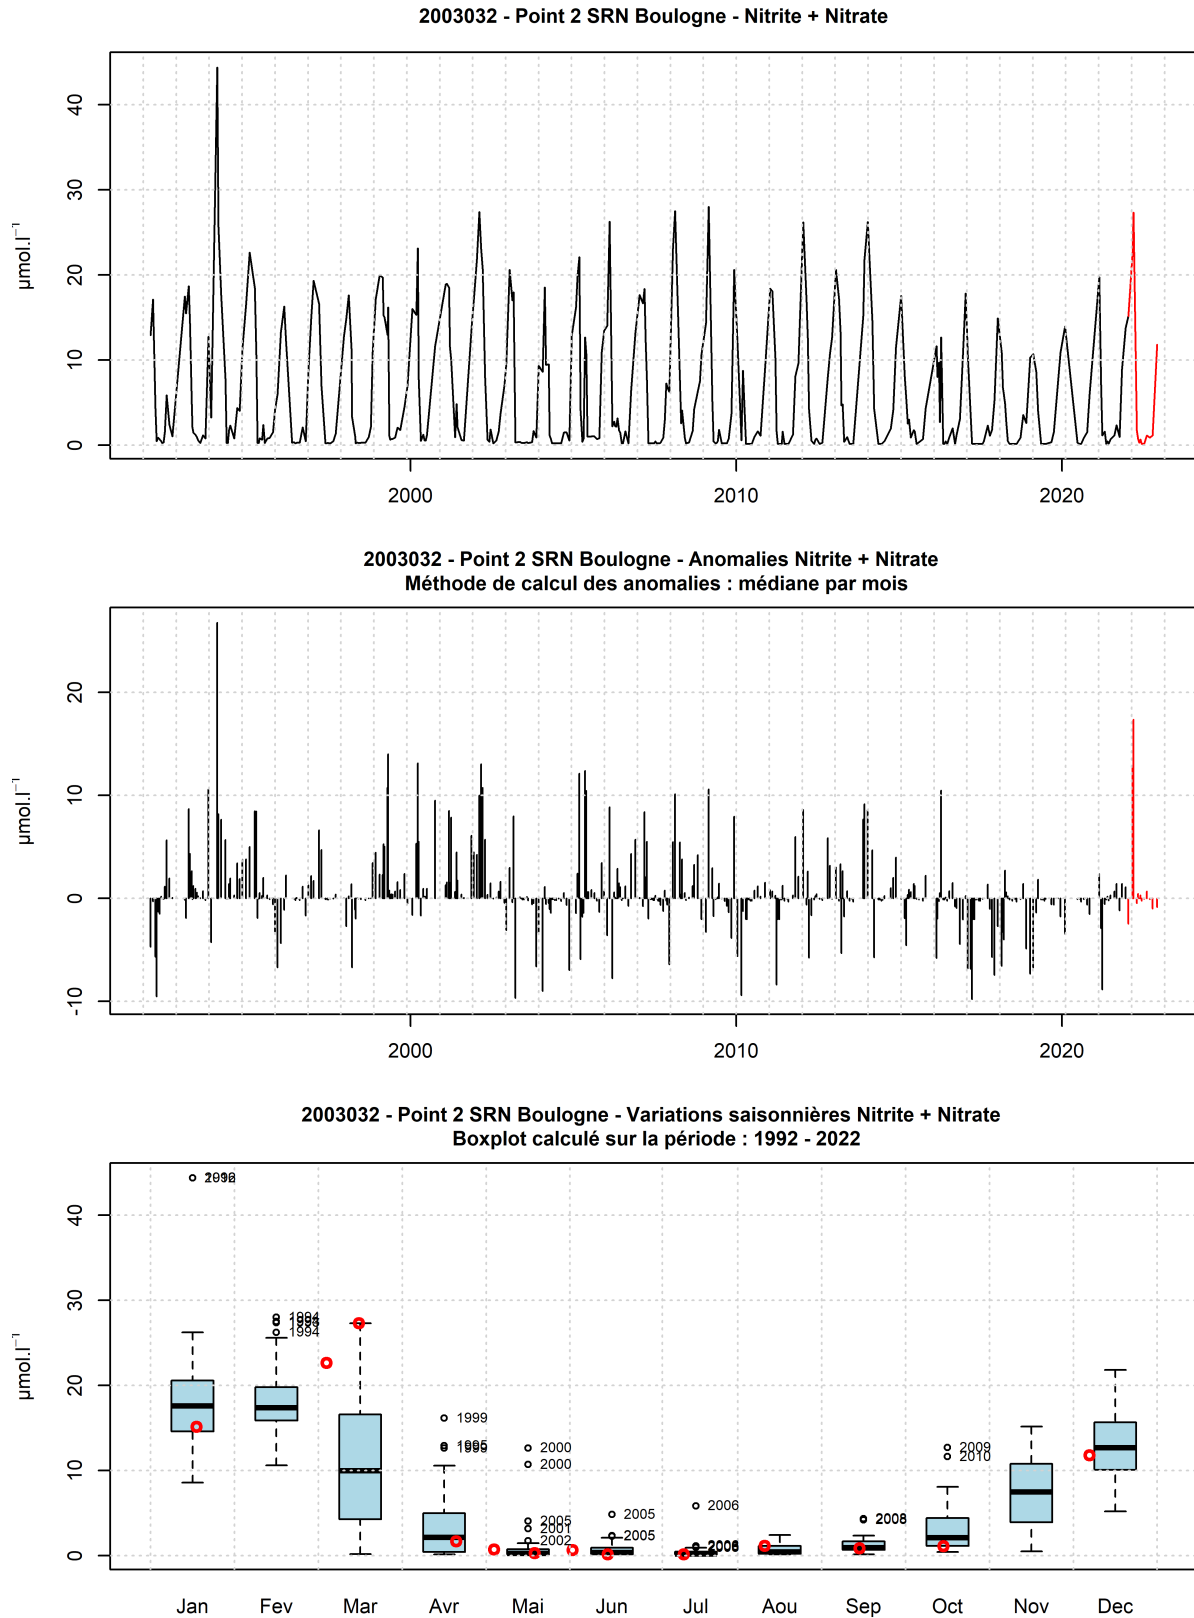 2003032 - Point 2 SRN Boulogne - Nitrite + Nitrate
40
30
20
10
0
µmol.l⁻¹
2000 2010 2020
2003032 - Point 2 SRN Boulogne - Anomalies Nitrite + Nitrate
Méthode de calcul des anomalies : médiane par mois
20
10
0
-10
µmol.l⁻¹
2000 2010 2020
2003032 - Point 2 SRN Boulogne - Variations saisonnières Nitrite + Nitrate
Boxplot calculé sur la période : 1992 - 2022
40
30
20
10
0
µmol.l⁻¹
1994
1994
1999
1995
2000
2000
2005
2001
2002
2005
2005
2006
2008
2009
2010
Jan Fev Mar Avr Mai Jun Jul Aou Sep Oct Nov Dec